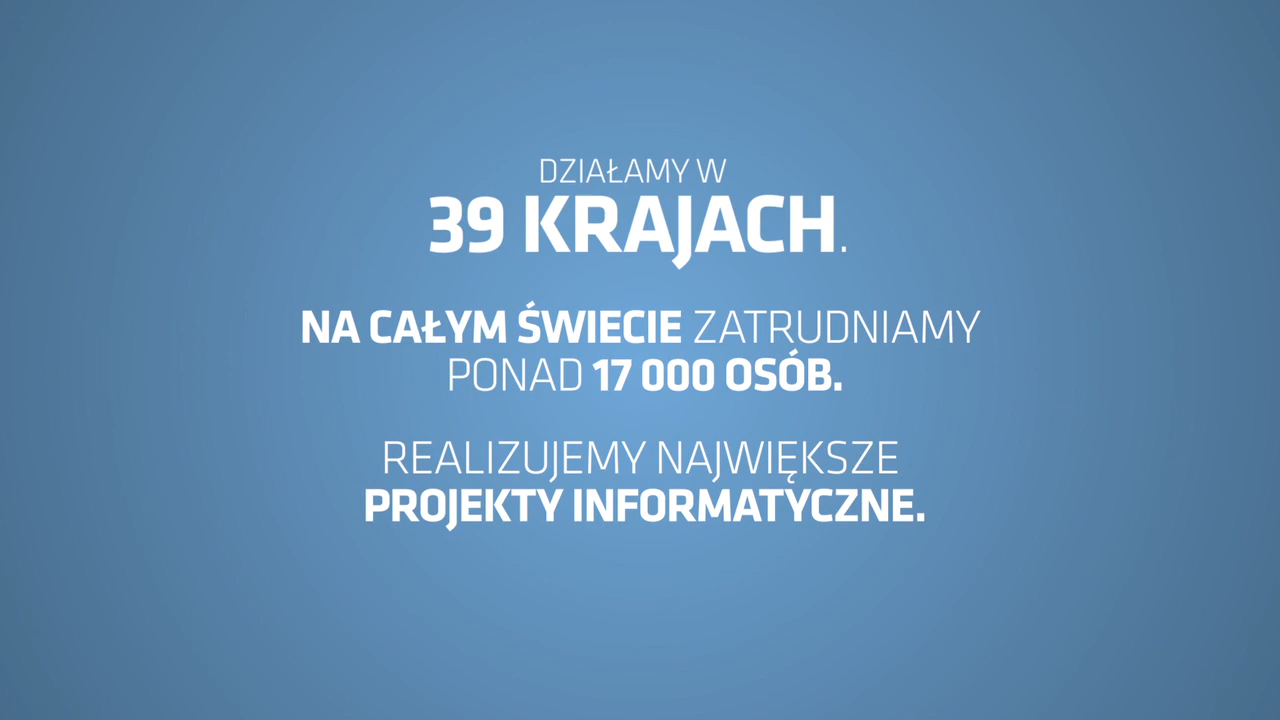 DZIAŁAMY W
39 KRAJACH.
NA CAŁYM ŚWIECIE ZATRUDNIAMY
PONAD 17 000 OSÓB.
REALIZUJEMY NAJWIĘKSZE
PROJEKTY INFORMATYCZNE.